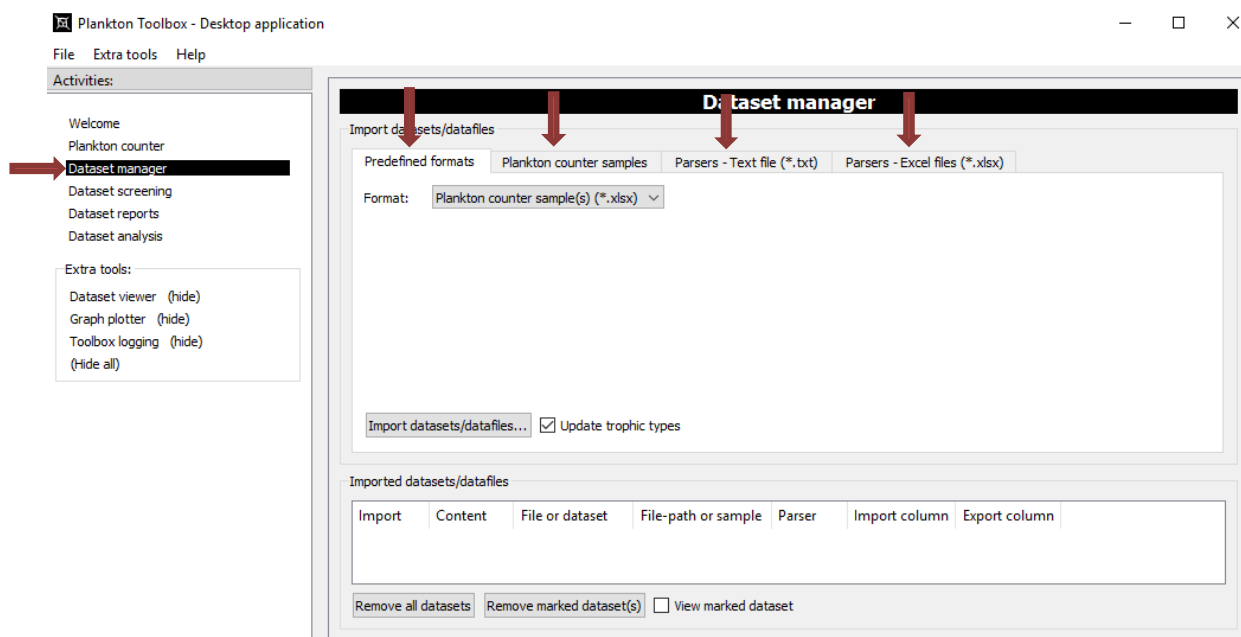 Plankton Toolbox - Desktop application
File Extra tools Help
Activities:
Welcome
Plankton counter
Dataset manager
Dataset screening
Dataset reports
Dataset analysis
Extra tools:
Dataset viewer (hide)
Graph plotter (hide)
Toolbox logging (hide)
(Hide all)
Dataset manager
Import datasets/datafiles
Predefined formats Plankton counter samples Parsers - Text file (*.txt) Parsers - Excel files (*.xlsx)
Format: Plankton counter sample(s) (*.xlsx)
Import datasets/datafiles... Update trophic types
Imported datasets/datafiles
Import Content File or dataset File-path or sample Parser Import column Export column
Remove all datasets Remove marked dataset(s) View marked dataset